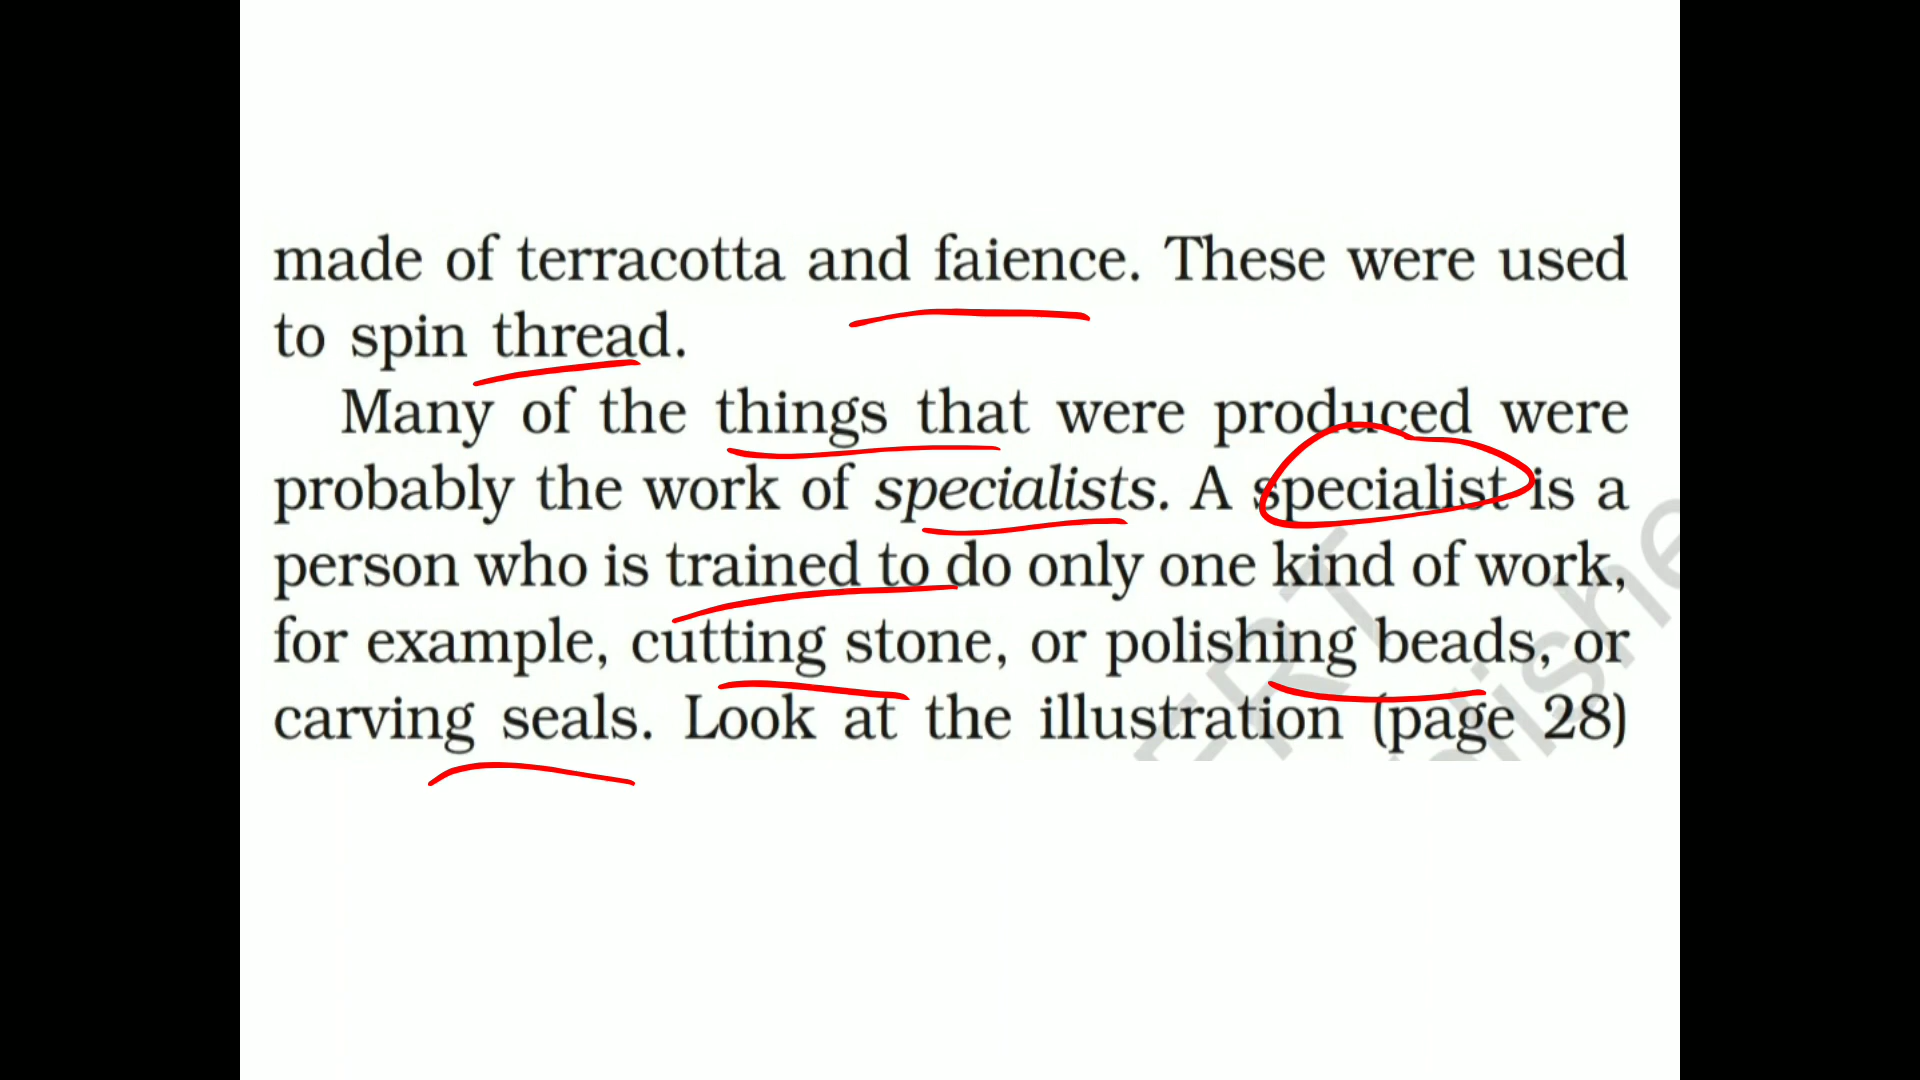 made of terracotta and faience. These were used
to spin thread.
Many of the things that were produced were
probably the work of specialists. A specialist is a
person who is trained to do only one kind of work,
for example, cutting stone, or polishing beads, or
carving seals. Look at the illustration (page 28)